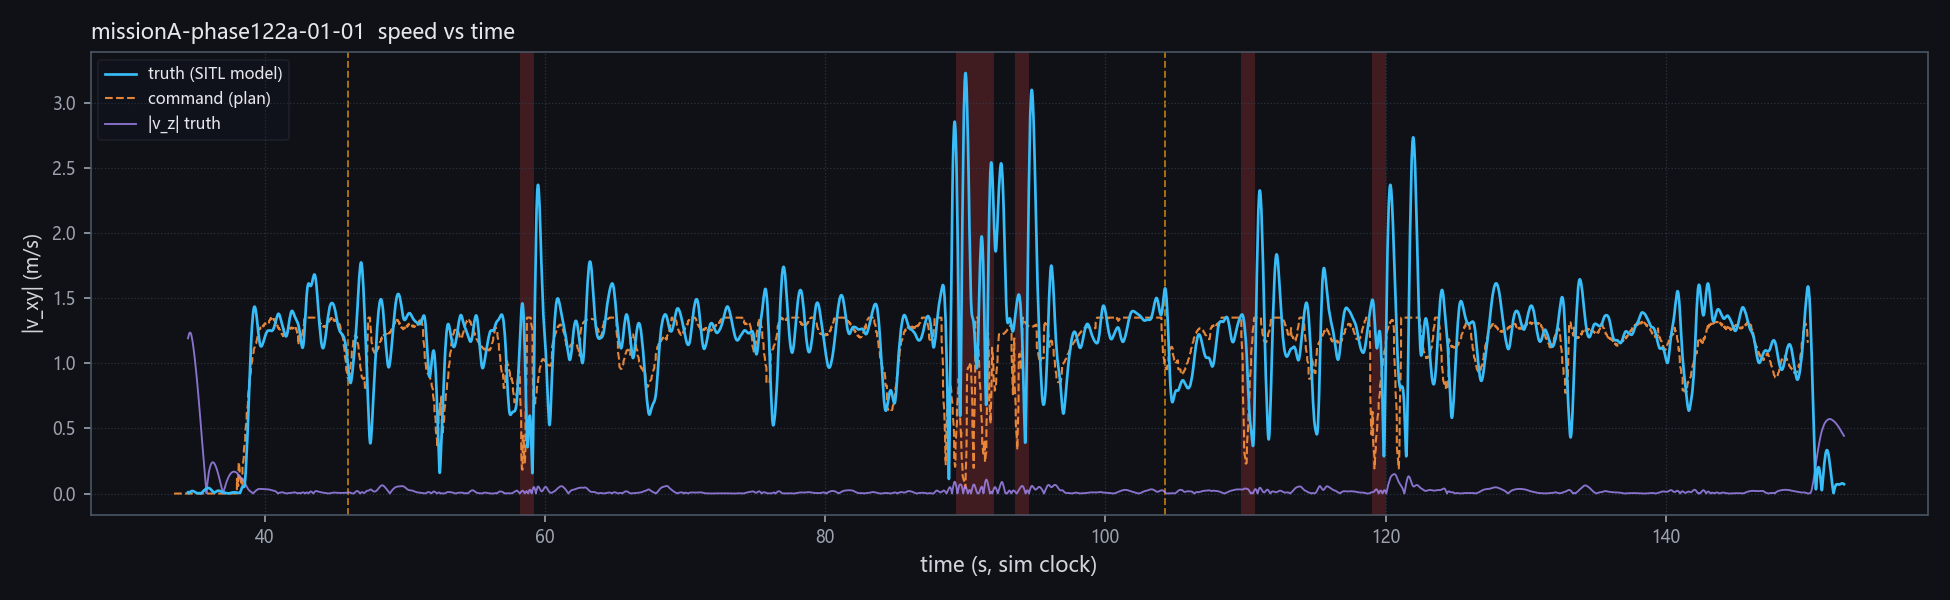 missionA-phase122a-01-01  speed vs time
truth (SITL model)
command (plan)
|v_z| truth
|v_xy| (m/s)
3.0
2.5
2.0
1.5
1.0
0.5
0.0
40
60
80
100
120
140
time (s, sim clock)